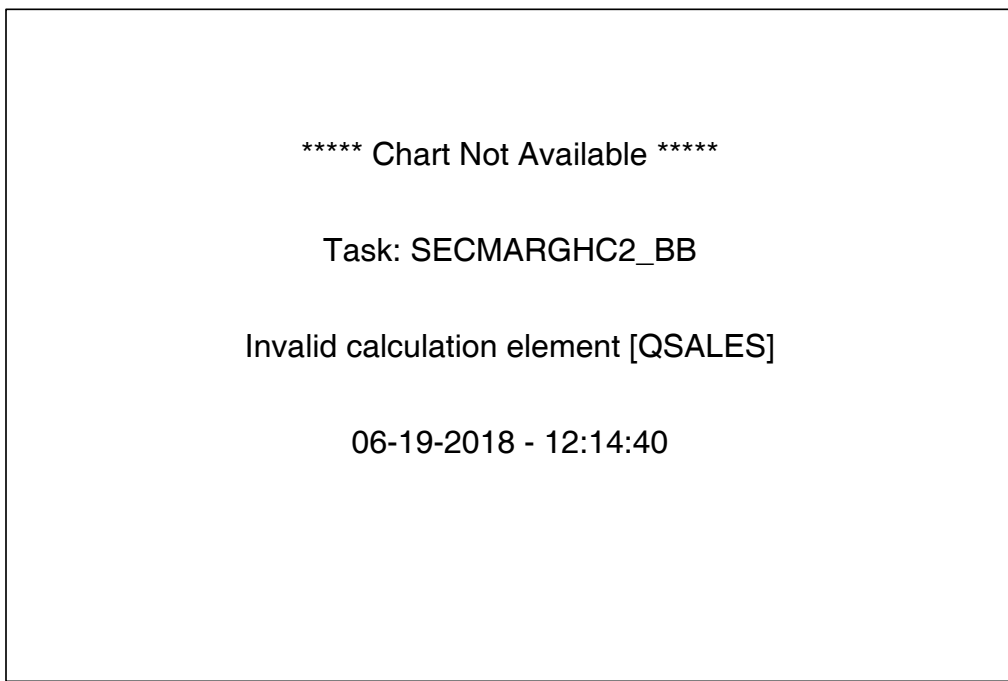 ***** Chart Not Available *****
Task: SECMARGHC2_BB
Invalid calculation element [QSALES]
06-19-2018 - 12:14:40